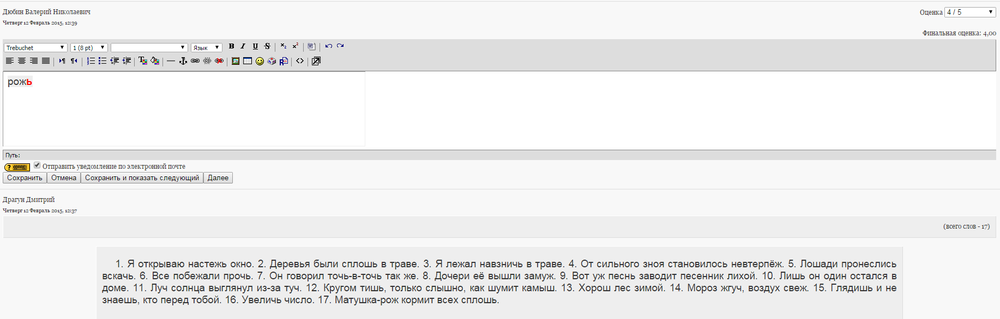 Дюбин Валерий Николаевич
Оценка 4 / 5
Четверг 12 Февраль 2015, 12:39
Финальная оценка: 4,00
Trebuchet 1 (8 pt) Язык B I U S x₂ x²
рожь
Путь:
? Отправить уведомление по электронной почте
Сохранить Отмена Сохранить и показать следующий Далее
Драгун Дмитрий
Четверг 12 Февраль 2015, 12:37
(всего слов - 17)
1. Я открываю настежь окно. 2. Деревья были сплошь в траве. 3. Я лежал навзничь в траве. 4. От сильного зноя становилось невтерпёж. 5. Лошади пронеслись
вскачь. 6. Все побежали прочь. 7. Он говорил точь-в-точь так же. 8. Дочери её вышли замуж. 9. Вот уж песнь заводит песенник лихой. 10. Лишь он один остался в
доме. 11. Луч солнца выглянул из-за туч. 12. Кругом тишь, только слышно, как шумит камыш. 13. Хорош лес зимой. 14. Мороз жгуч, воздух свеж. 15. Глядишь и не
знаешь, кто перед тобой. 16. Увеличь число. 17. Матушка-рож кормит всех сплошь.